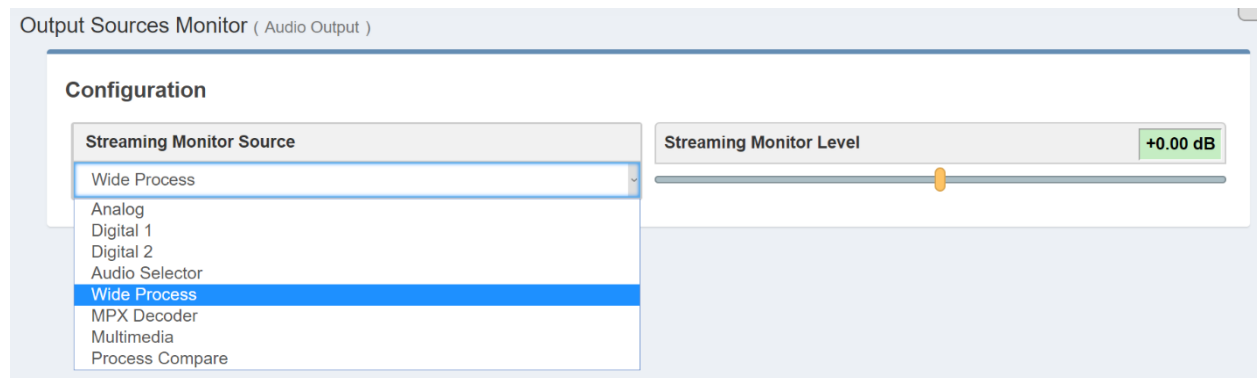 Output Sources Monitor ( Audio Output )
Configuration
Streaming Monitor Source
Streaming Monitor Level
+0.00 dB
Wide Process
Analog
Digital 1
Digital 2
Audio Selector
Wide Process
MPX Decoder
Multimedia
Process Compare